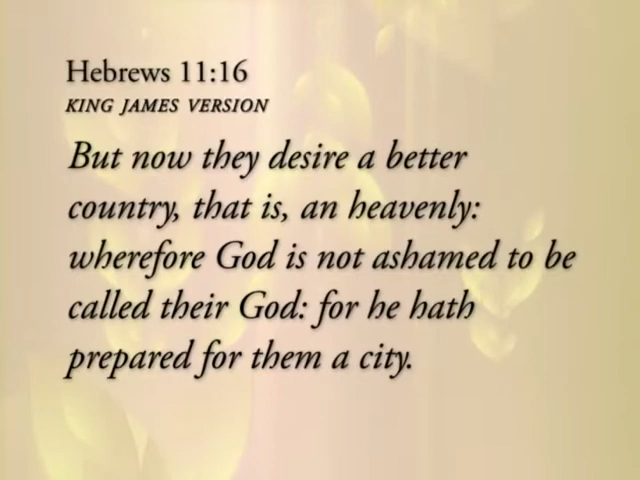 Hebrews 11:16
KING JAMES VERSION
But now they desire a better
country, that is, an heavenly:
wherefore God is not ashamed to be
called their God: for he hath
prepared for them a city.